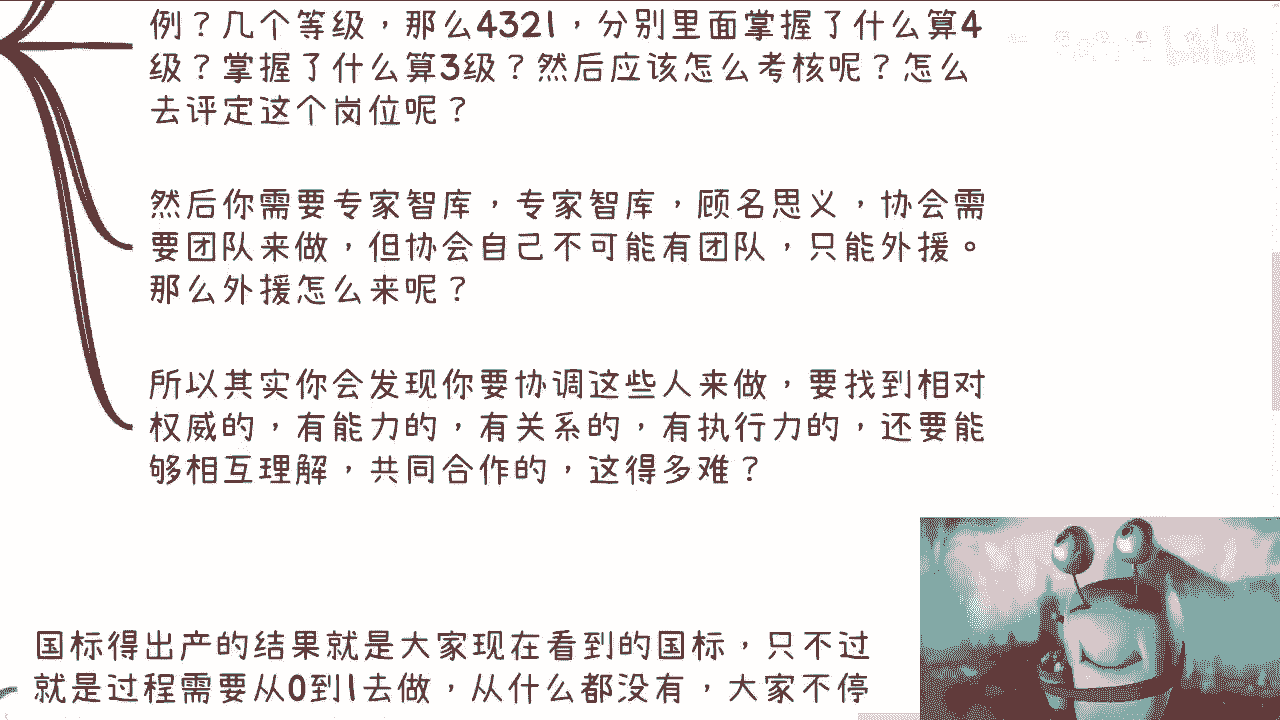 例？几个等级，那么4321，分别里面掌握了什么算4
级？掌握了什么算3级？然后应该怎么考核呢？怎么
去评定这个岗位呢？
然后你需要专家智库，专家智库，顾名思义，协会需
要团队来做，但协会自己不可能有团队，只能外援。
那么外援怎么来呢？
所以其实你会发现你要协调这些人来做，要找到相对
权威的，有能力的，有关系的，有执行力的，还要能
够相互理解，共同合作的，这得多难？
国标得出产的结果就是大家现在看到的国标，只不过
就是过程需要从0到1去做，从什么都没有，大家不停